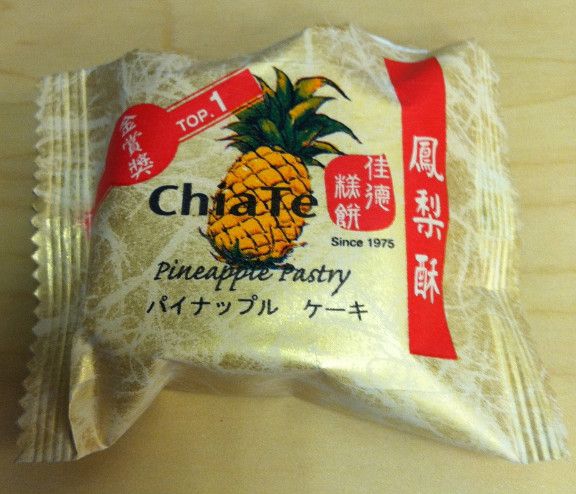 金賞獎
TOP.1
ChiaTe
佳德
糕餅
Since 1975
Pineapple Pastry
パイナップル ケーキ
鳳梨酥